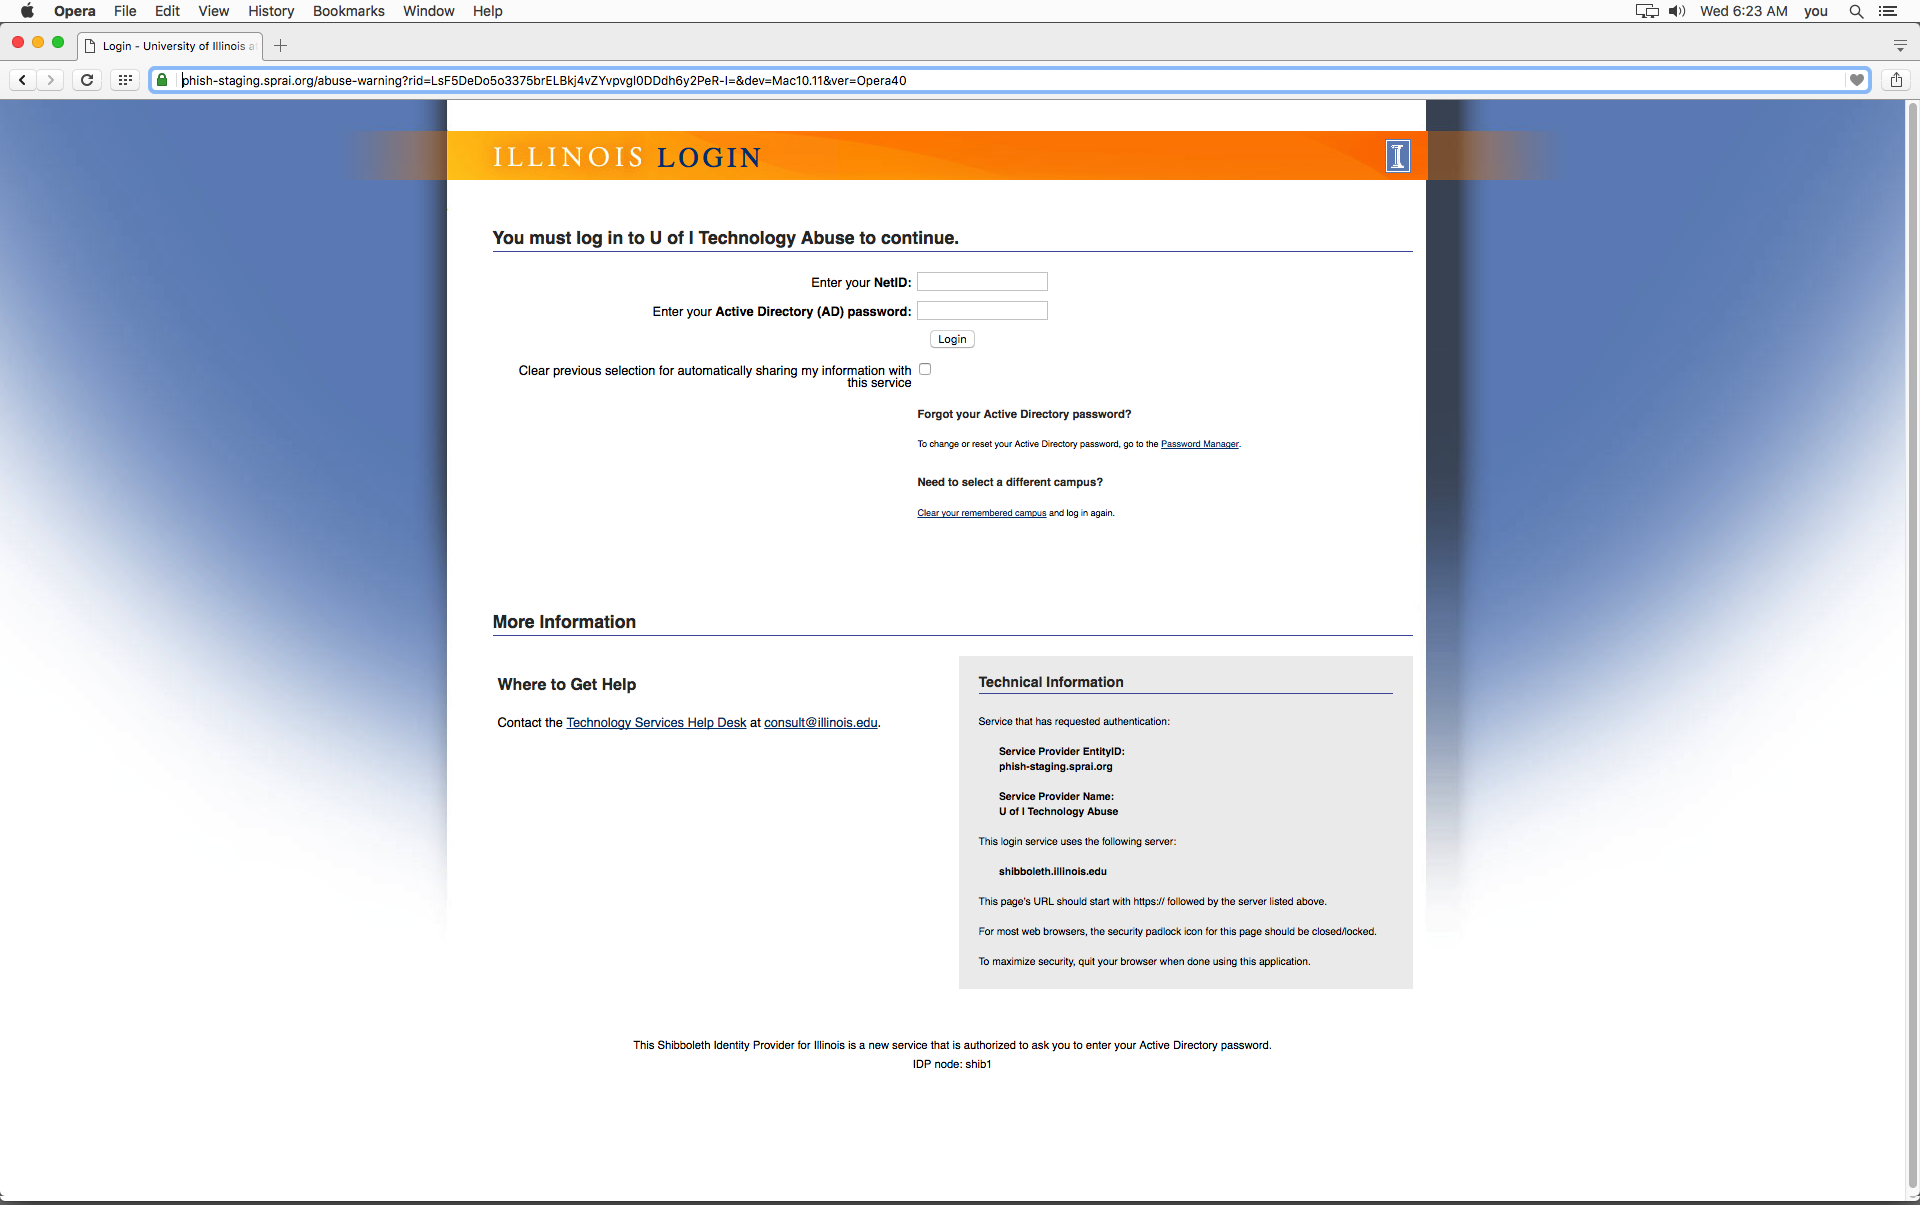 Opera File Edit View History Bookmarks Window Help Wed 6:23 AM you
Login - University of Illinois a
phish-staging.sprai.org/abuse-warning?rid=LsF5DeDo5o3375brELBkj4vZYvpvgI0DDdh6y2PeR-I=&dev=Mac10.11&ver=Opera40
ILLINOIS LOGIN
You must log in to U of I Technology Abuse to continue.
Enter your NetID:
Enter your Active Directory (AD) password:
Login
Clear previous selection for automatically sharing my information with
this service
Forgot your Active Directory password?
To change or reset your Active Directory password, go to the Password Manager.
Need to select a different campus?
Clear your remembered campus and log in again.
More Information
Where to Get Help
Contact the Technology Services Help Desk at consult@illinois.edu.
Technical Information
Service that has requested authentication:
Service Provider EntityID:
phish-staging.sprai.org
Service Provider Name:
U of I Technology Abuse
This login service uses the following server:
shibboleth.illinois.edu
This page's URL should start with https:// followed by the server listed above.
For most web browsers, the security padlock icon for this page should be closed/locked.
To maximize security, quit your browser when done using this application.
This Shibboleth Identity Provider for Illinois is a new service that is authorized to ask you to enter your Active Directory password.
IDP node: shib1